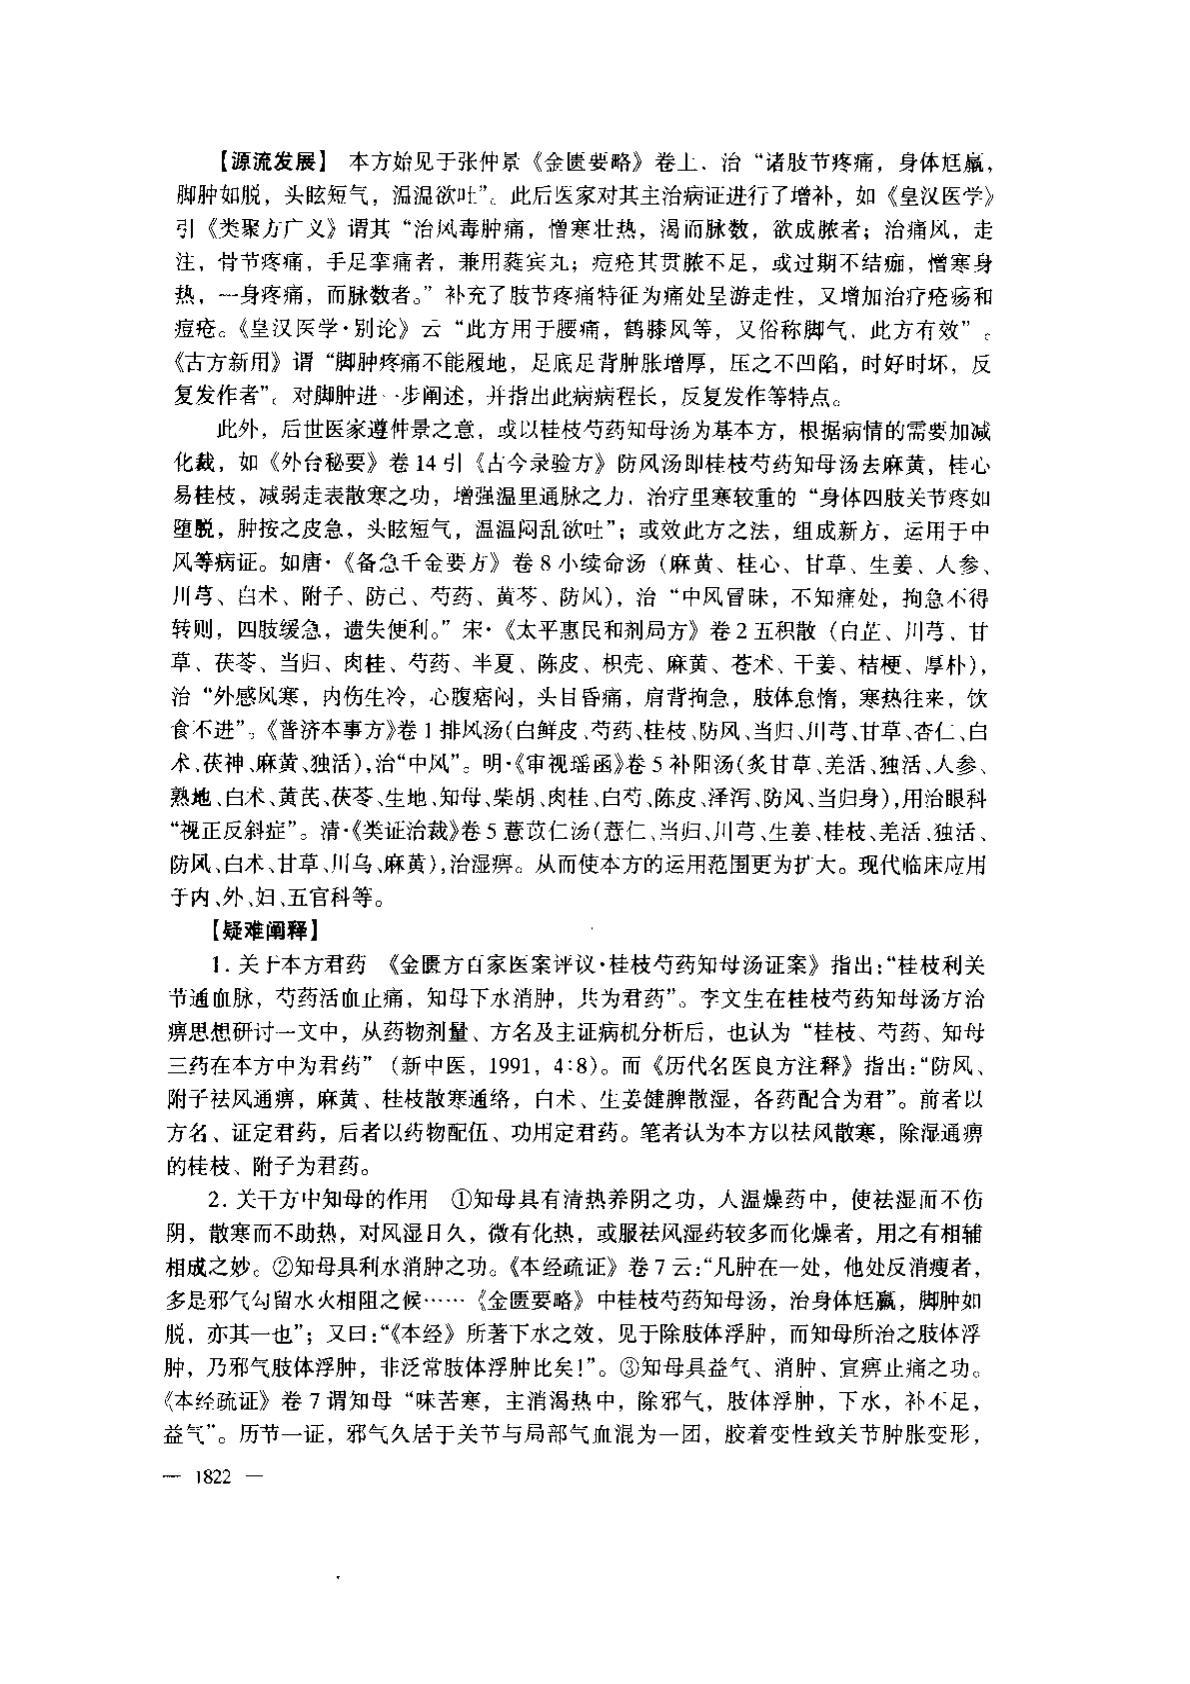 【源流发展】 本方始见于张仲景《金匮要略》卷上，治“诸肢节疼痛，身体尪羸，
脚肿如脱，头眩短气，温温欲吐”。此后医家对其主治病证进行了增补，如《皇汉医学》
引《类聚方广义》谓其“治风毒肿痛，憎寒壮热，渴而脉数，欲成脓者；治痛风，走
注，骨节疼痛，手足挛痛者，兼用蕤宾丸；痘疮其贯脓不足，或过期不结痂，憎寒身
热，一身疼痛，而脉数者。”补充了肢节疼痛特征为痛处呈游走性，又增加治疗疮疡和
痘疮。《皇汉医学·别论》云“此方用于腰痛，鹤膝风等，又俗称脚气，此方有效”。
《古方新用》谓“脚肿疼痛不能履地，足底足背肿胀增厚，压之不凹陷，时好时坏，反
复发作者”。对脚肿进一步阐述，并指出此病病程长，反复发作等特点。
此外，后世医家遵仲景之意，或以桂枝芍药知母汤为基本方，根据病情的需要加减
化裁，如《外台秘要》卷 14 引《古今录验方》防风汤即桂枝芍药知母汤去麻黄，桂心
易桂枝，减弱走表散寒之功，增强温里通脉之力，治疗里寒较重的“身体四肢关节疼如
堕脱，肿按之皮急，头眩短气，温温闷乱欲吐”；或效此方之法，组成新方，运用于中
风等病证。如唐·《备急千金要方》卷 8 小续命汤（麻黄、桂心、甘草、生姜、人参、
川芎、白术、附子、防己、芍药、黄芩、防风），治“中风冒昧，不知痛处，拘急不得
转则，四肢缓急，遗失便利。”宋·《太平惠民和剂局方》卷 2 五积散（白芷、川芎、甘
草、茯苓、当归、肉桂、芍药、半夏、陈皮、枳壳、麻黄、苍术、干姜、桔梗、厚朴），
治“外感风寒，内伤生冷，心腹痞闷，头目昏痛，肩背拘急，肢体怠惰，寒热往来，饮
食不进”。《普济本事方》卷 1 排风汤(白鲜皮、芍药、桂枝、防风、当归、川芎、甘草、杏仁、白
术、茯神、麻黄、独活),治“中风”。明·《审视瑶函》卷 5 补阳汤(炙甘草、羌活、独活、人参、
熟地、白术、黄芪、茯苓、生地、知母、柴胡、肉桂、白芍、陈皮、泽泻、防风、当归身),用治眼科
“视正反斜症”。清·《类证治裁》卷 5 薏苡仁汤(薏仁、当归、川芎、生姜、桂枝、羌活、独活、
防风、白术、甘草、川乌、麻黄),治湿痹。从而使本方的运用范围更为扩大。现代临床应用
于内、外、妇、五官科等。
【疑难阐释】
1. 关于本方君药 《金匮方百家医案评议·桂枝芍药知母汤证案》指出：“桂枝利关
节通血脉，芍药活血止痛，知母下水消肿，共为君药”。李文生在桂枝芍药知母汤方治
痹思想研讨一文中，从药物剂量、方名及主证病机分析后，也认为“桂枝、芍药、知母
三药在本方中为君药”（新中医，1991，4:8）。而《历代名医良方注释》指出：“防风、
附子祛风通痹，麻黄、桂枝散寒通络，白术、生姜健脾散湿，各药配合为君”。前者以
方名、证定君药，后者以药物配伍、功用定君药。笔者认为本方以祛风散寒，除湿通痹
的桂枝、附子为君药。
2. 关于方中知母的作用 ①知母具有清热养阴之功，人温燥药中，使祛湿而不伤
阴，散寒而不助热，对风湿日久，微有化热，或服祛风湿药较多而化燥者，用之有相辅
相成之妙。②知母具利水消肿之功。《本经疏证》卷 7 云：“凡肿在一处，他处反消瘦者，
多是邪气勾留水火相阻之候……《金匮要略》中桂枝芍药知母汤，治身体尪羸，脚肿如
脱，亦其一也”；又曰：“《本经》所著下水之效，见于除肢体浮肿，而知母所治之肢体浮
肿，乃邪气肢体浮肿，非泛常肢体浮肿比矣！”。③知母具益气、消肿、宣痹止痛之功。
《本经疏证》卷 7 谓知母“味苦寒，主消渴热中，除邪气，肢体浮肿，下水，补不足，
益气”。历节一证，邪气久居于关节与局部气血混为一团，胶着变性致关节肿胀变形，
— 1822 —